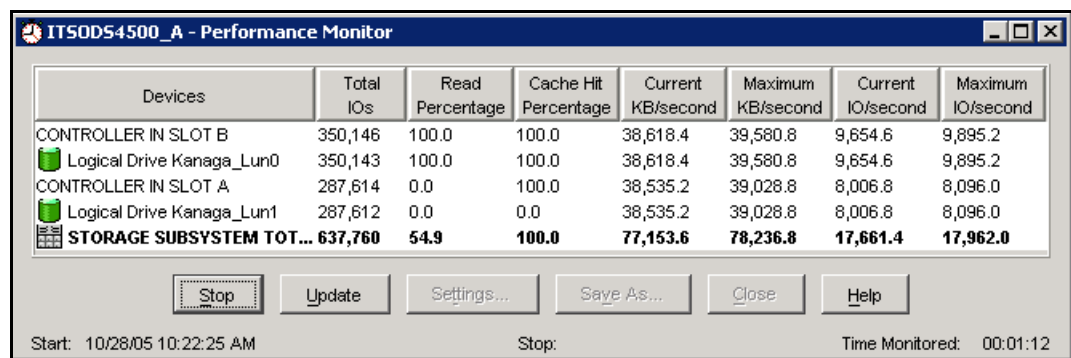 ITSODS4500_A - Performance Monitor
Devices Total IOs Read Percentage Cache Hit Percentage Current KB/second Maximum KB/second Current IO/second Maximum IO/second
CONTROLLER IN SLOT B 350,146 100.0 100.0 38,618.4 39,580.8 9,654.6 9,895.2
Logical Drive Kanaga_Lun0 350,143 100.0 100.0 38,618.4 39,580.8 9,654.6 9,895.2
CONTROLLER IN SLOT A 287,614 0.0 100.0 38,535.2 39,028.8 8,006.8 8,096.0
Logical Drive Kanaga_Lun1 287,612 0.0 0.0 38,535.2 39,028.8 8,006.8 8,096.0
STORAGE SUBSYSTEM TOT... 637,760 54.9 100.0 77,153.6 78,236.8 17,661.4 17,962.0
Stop Update Settings... Save As... Close Help
Start: 10/28/05 10:22:25 AM Stop: Time Monitored: 00:01:12